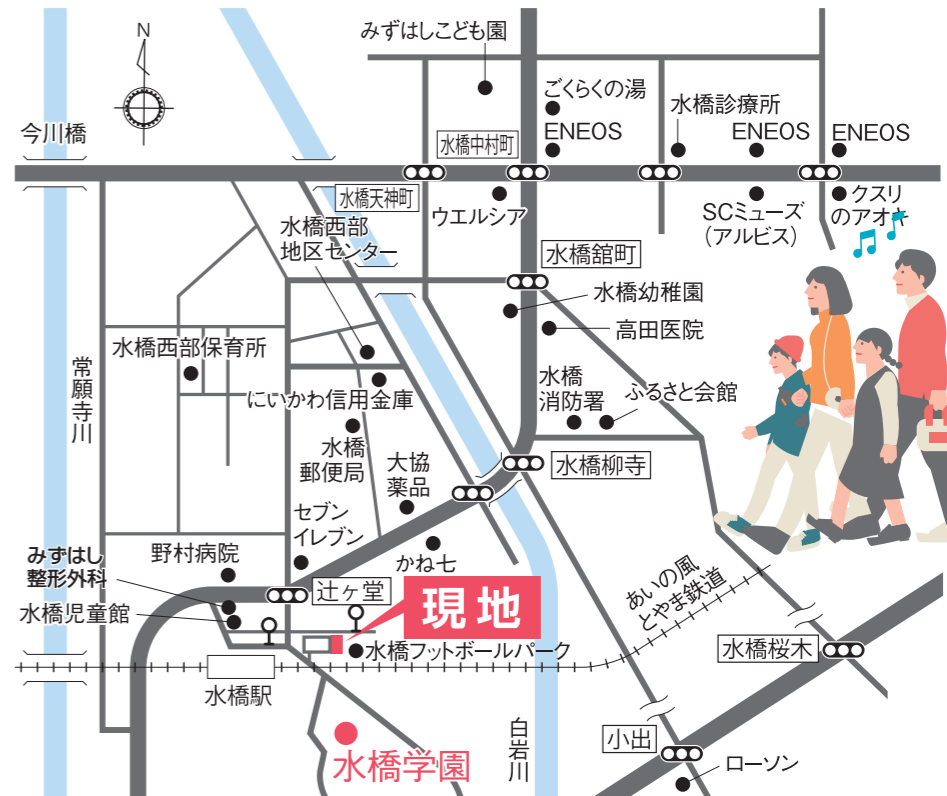 N
みずはしこども園
ごくらくの湯
水橋診療所
今川橋
水橋中村町
ENEOS
ENEOS
ENEOS
水橋天神町
ウエルシア
SCミューズ
(アルビス)
クスリ
のアオキ
水橋西部
地区センター
水橋舘町
水橋幼稚園
高田医院
常願寺川
水橋西部保育所
にいかわ信用金庫
水橋
消防署
ふるさと会館
水橋
郵便局
大協
薬品
水橋柳寺
セブン
イレブン
野村病院
かね七
みずはし
整形外科
辻ヶ堂
現地
あいの風
とやま鉄道
水橋児童館
水橋フットボールパーク
水橋桜木
水橋駅
白岩川
小出
水橋学園
ローソン